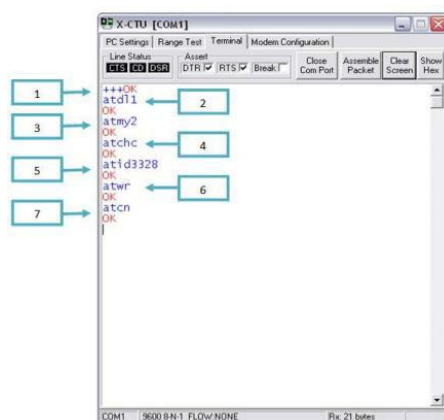 X-CTU [COM1]
PC Settings Range Test Terminal Modem Configuration
Line Status
CTS CD DSR
Assert
DTR RTS Break
Close Com Port
Assemble Packet
Clear Screen
Show Hex
1
+++OK
atdl1
2
OK
3
atmy2
OK
atchc
4
OK
5
atid3328
OK
atwr
6
OK
7
atcn
OK
COM1 9600 8-N-1 FLOW:NONE Rx: 21 bytes